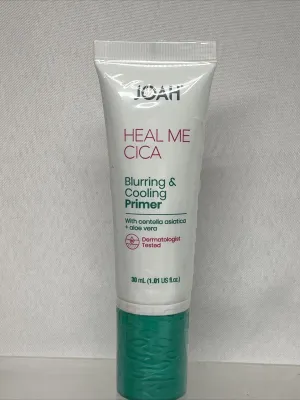 JOAH
HEAL ME
CICA
Blurring &
Cooling
Primer
With centella asiatica
+ aloe vera
Dermatologist
Tested
30 mL (1.01 US fl.oz.)